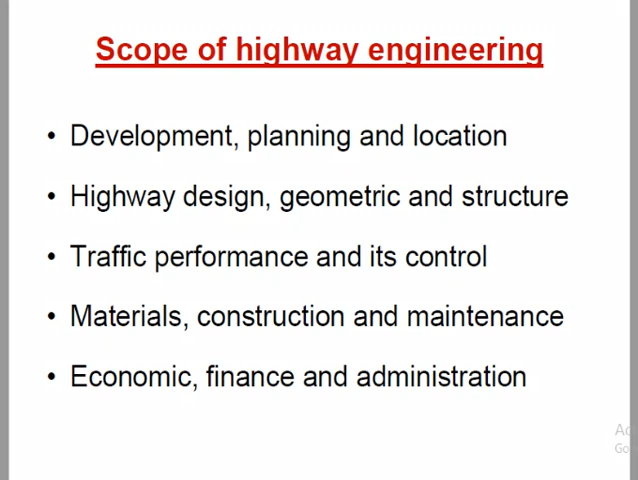 Scope of highway engineering
• Development, planning and location
• Highway design, geometric and structure
• Traffic performance and its control
• Materials, construction and maintenance
• Economic, finance and administration